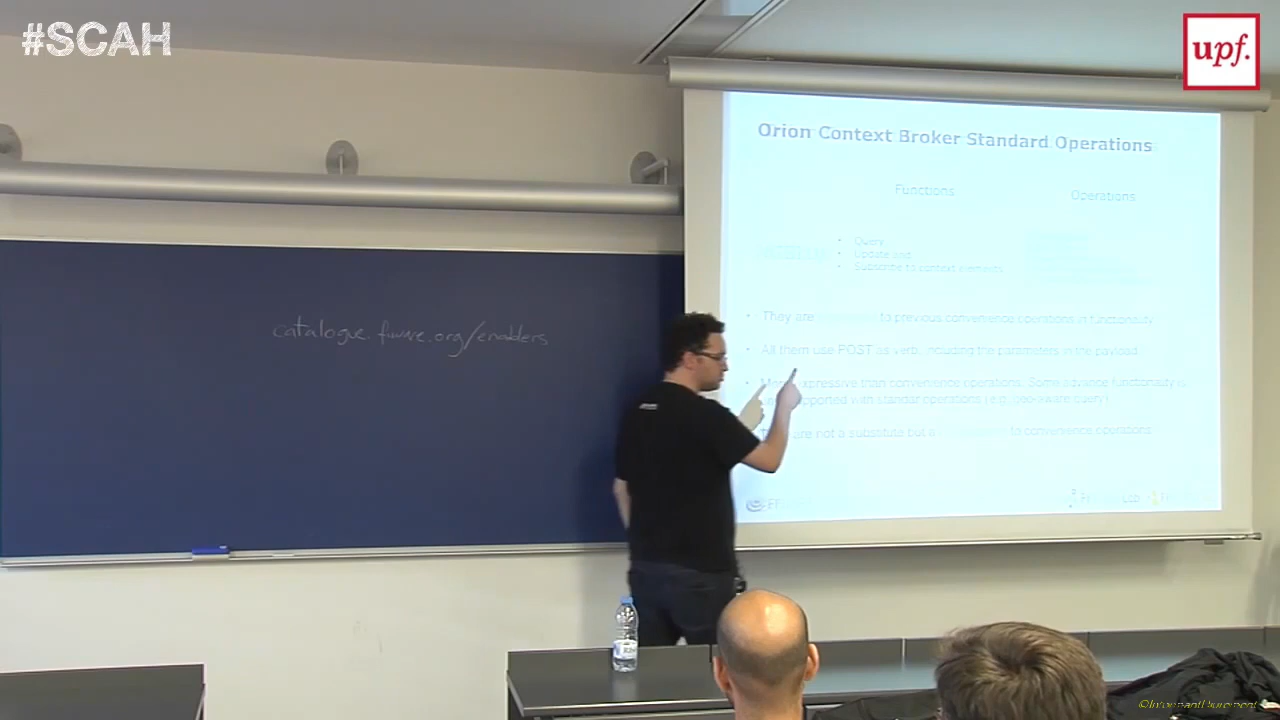 #SCAH
upf.
Orion Context Broker Standard Operations
Functions
Operations
• Query
• Update and
• Subscribe to context elements
catalogue.fiware.org/enablers
• They are to previous convenience operations in functionality
• All them use POST as verb, including the parameters in the payload
• More expressive than convenience operations. Some advance functionality is
supported with standar operations (e.g. geo-aware query)
are not a substitute but a to convenience operations